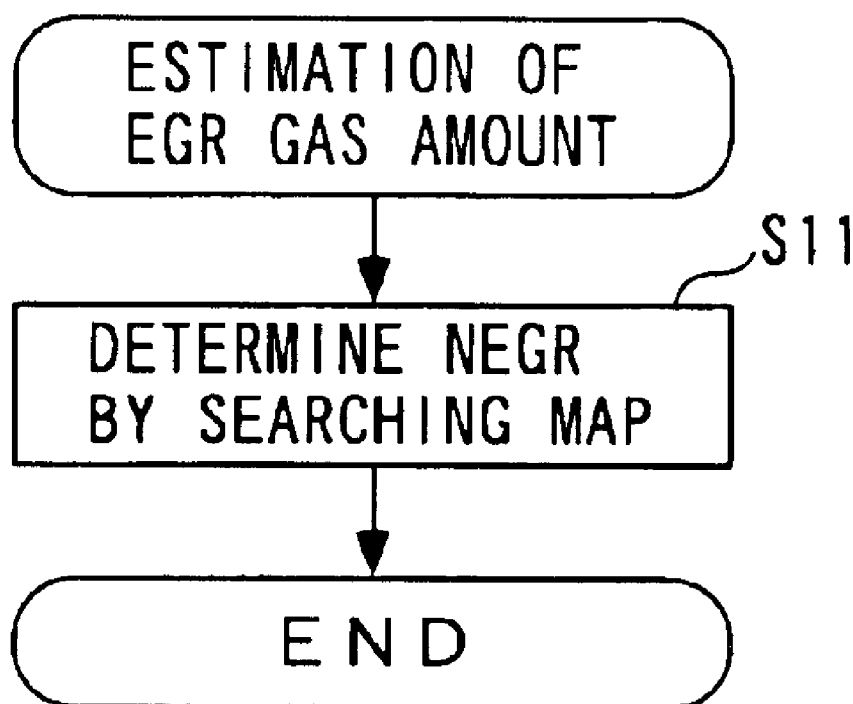 ESTIMATION OF
EGR GAS AMOUNT
S11
DETERMINE NEGR
BY SEARCHING MAP
END